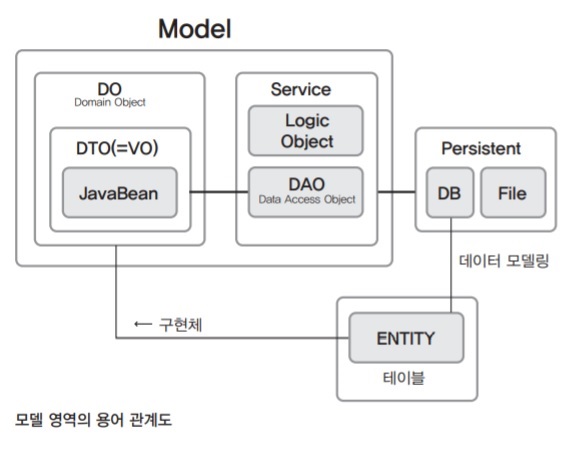 Model
DO
Domain Object
DTO(=VO)
JavaBean
Service
Logic
Object
DAO
Data Access Object
Persistent
DB
File
데이터 모델링
← 구현체
ENTITY
테이블
모델 영역의 용어 관계도